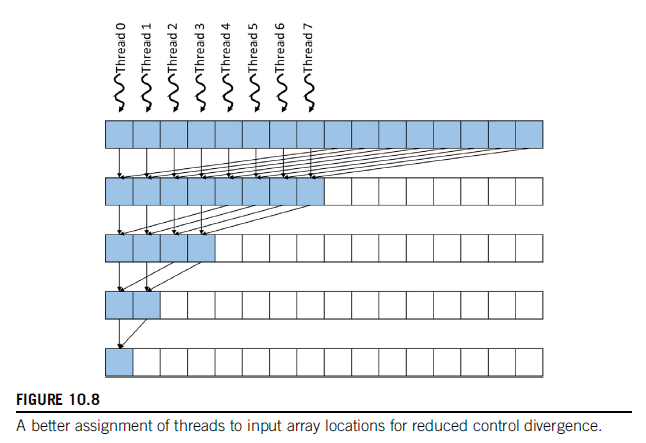 Thread 0
Thread 1
Thread 2
Thread 3
Thread 4
Thread 5
Thread 6
Thread 7
FIGURE 10.8
A better assignment of threads to input array locations for reduced control divergence.